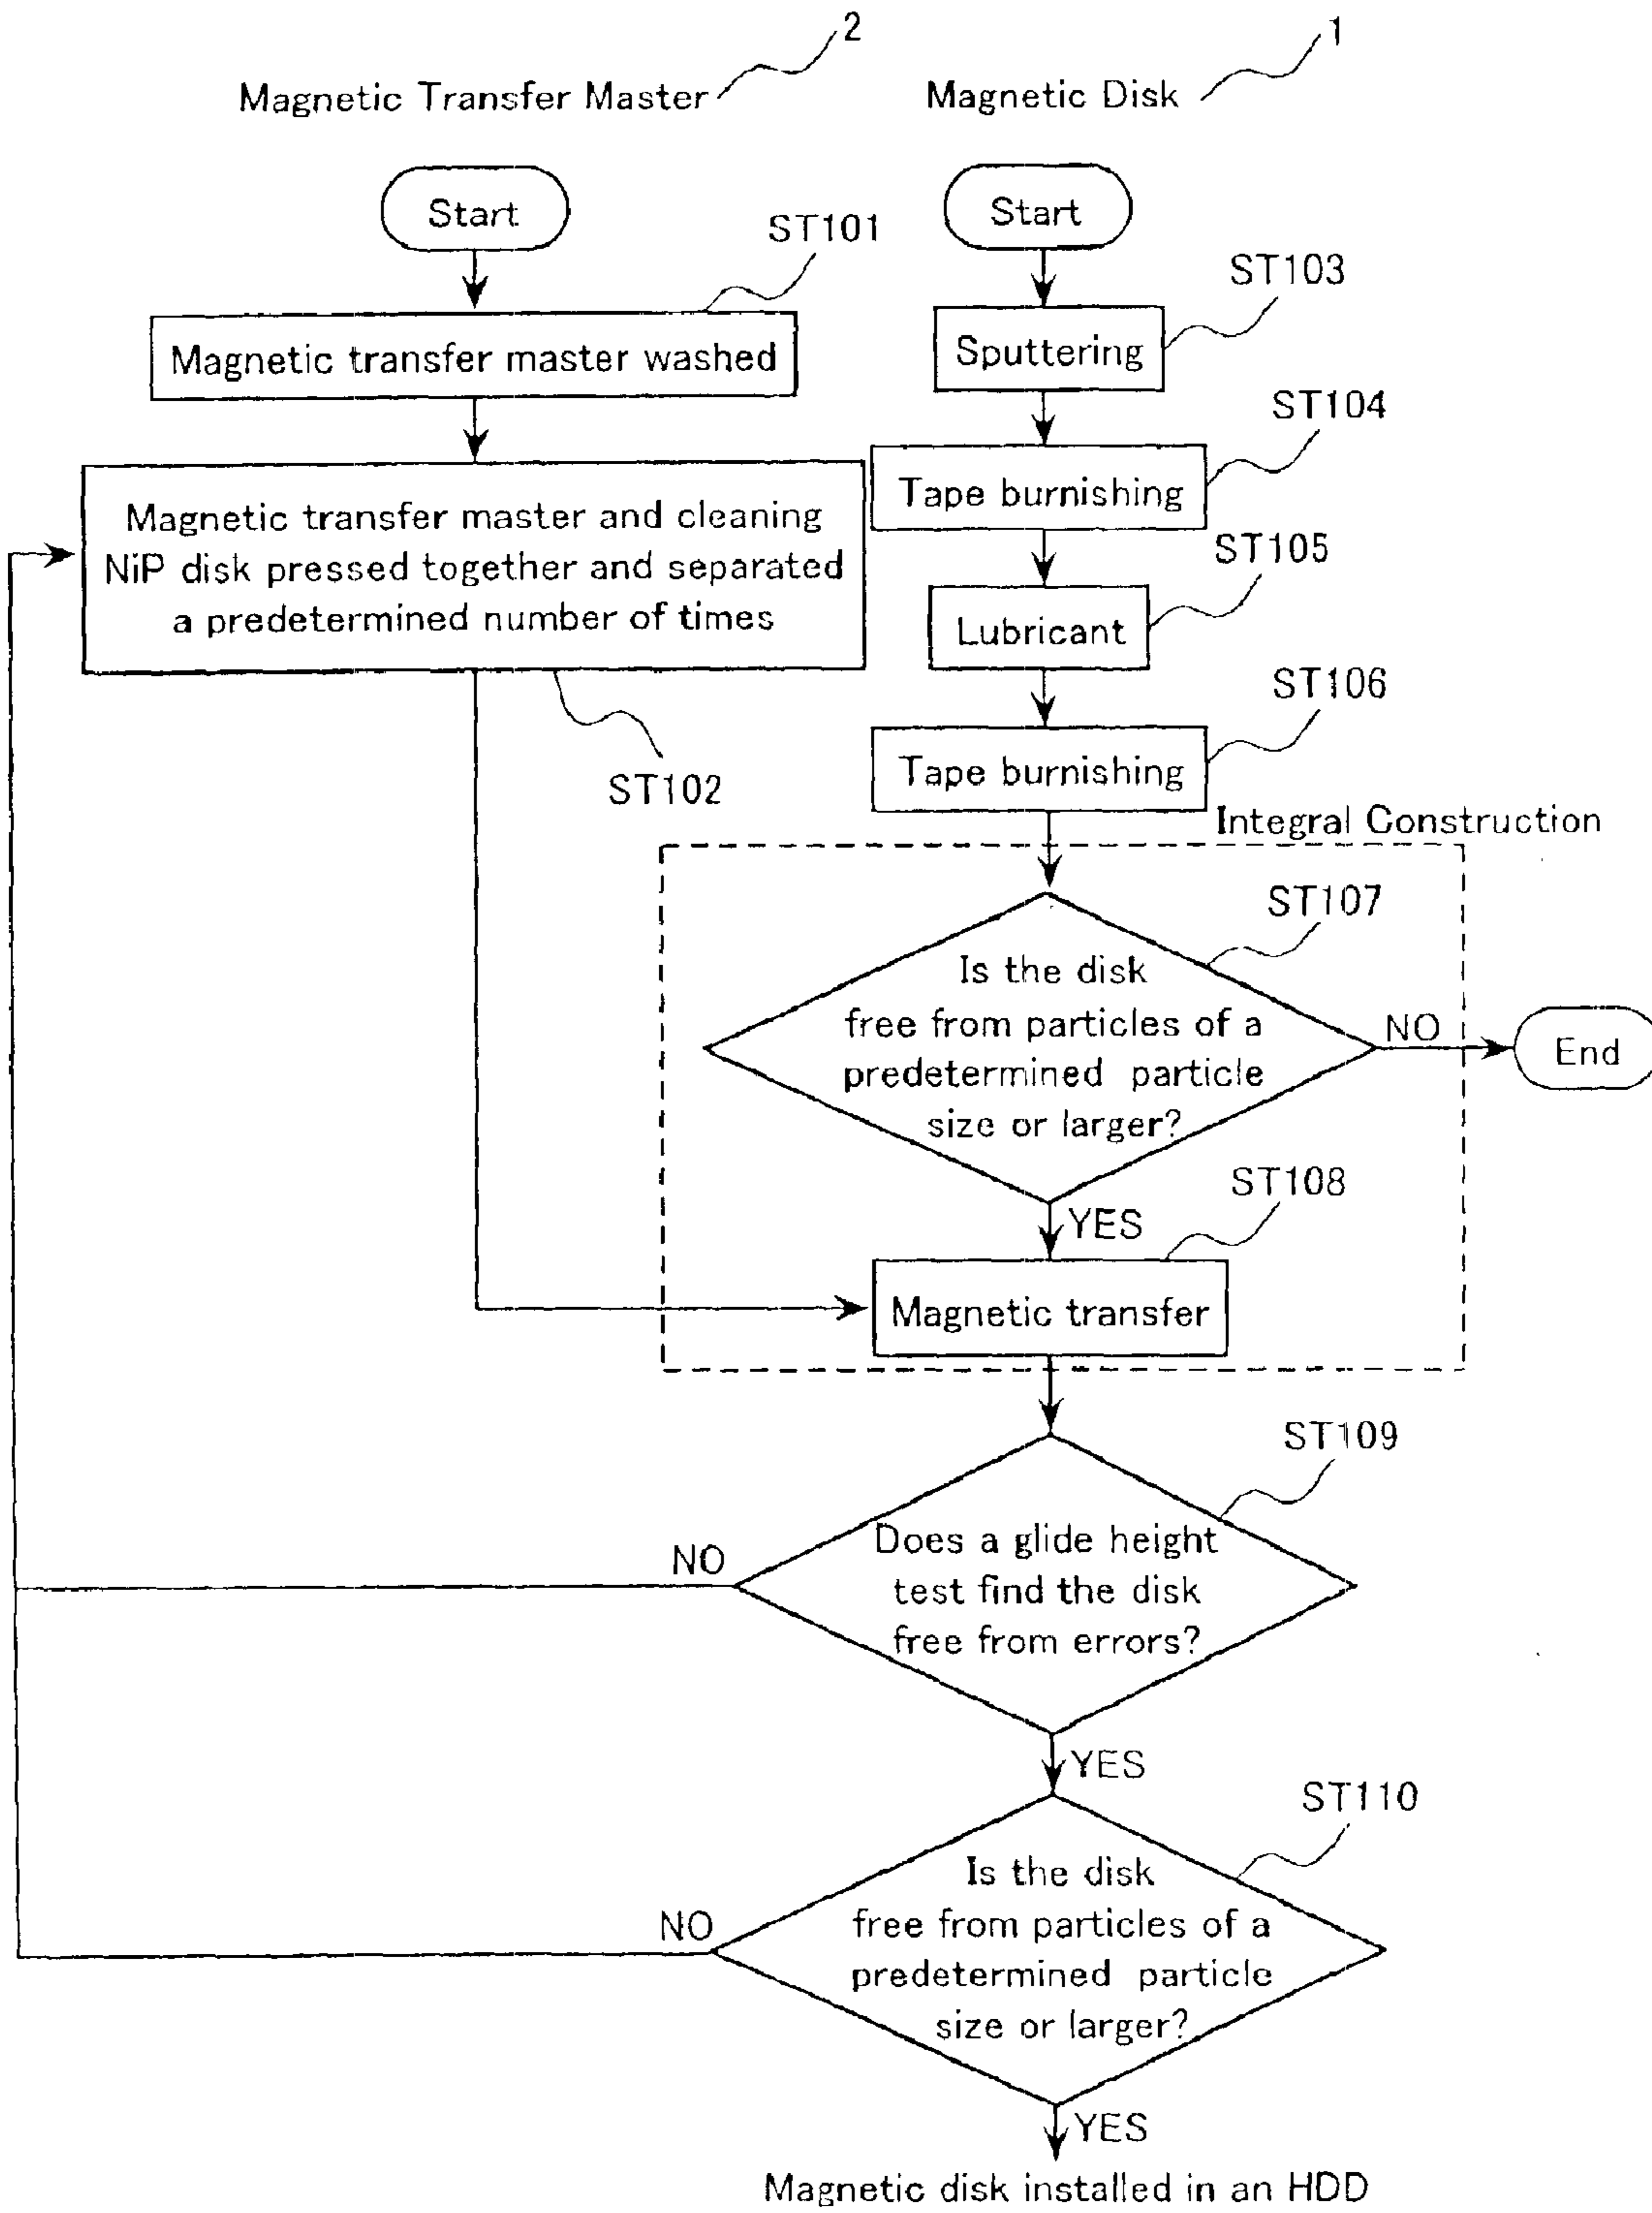 2
1
Magnetic Transfer Master
Magnetic Disk
Start
Start
ST101
ST103
Magnetic transfer master washed
Sputtering
ST104
Magnetic transfer master and cleaning
NiP disk pressed together and separated
a predetermined number of times
Tape burnishing
ST105
Lubricant
ST106
ST102
Tape burnishing
Integral Construction
ST107
Is the disk
free from particles of a
predetermined particle
size or larger?
NO
End
ST108
YES
Magnetic transfer
ST109
Does a glide height
test find the disk
free from errors?
NO
YES
ST110
Is the disk
free from particles of a
predetermined particle
size or larger?
NO
YES
Magnetic disk installed in an HDD